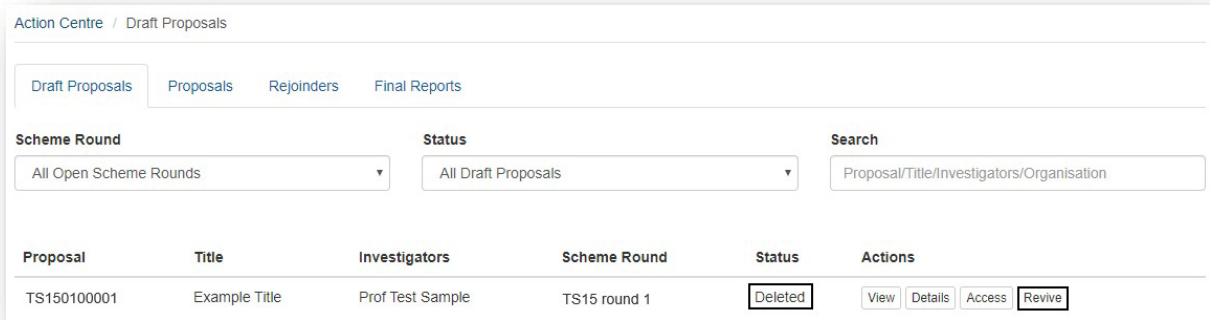 Action Centre / Draft Proposals
Draft Proposals Proposals Rejoinders Final Reports
Scheme Round Status Search
All Open Scheme Rounds All Draft Proposals Proposal/Title/Investigators/Organisation
Proposal Title Investigators Scheme Round Status Actions
TS150100001 Example Title Prof Test Sample TS15 round 1 Deleted View Details Access Revive